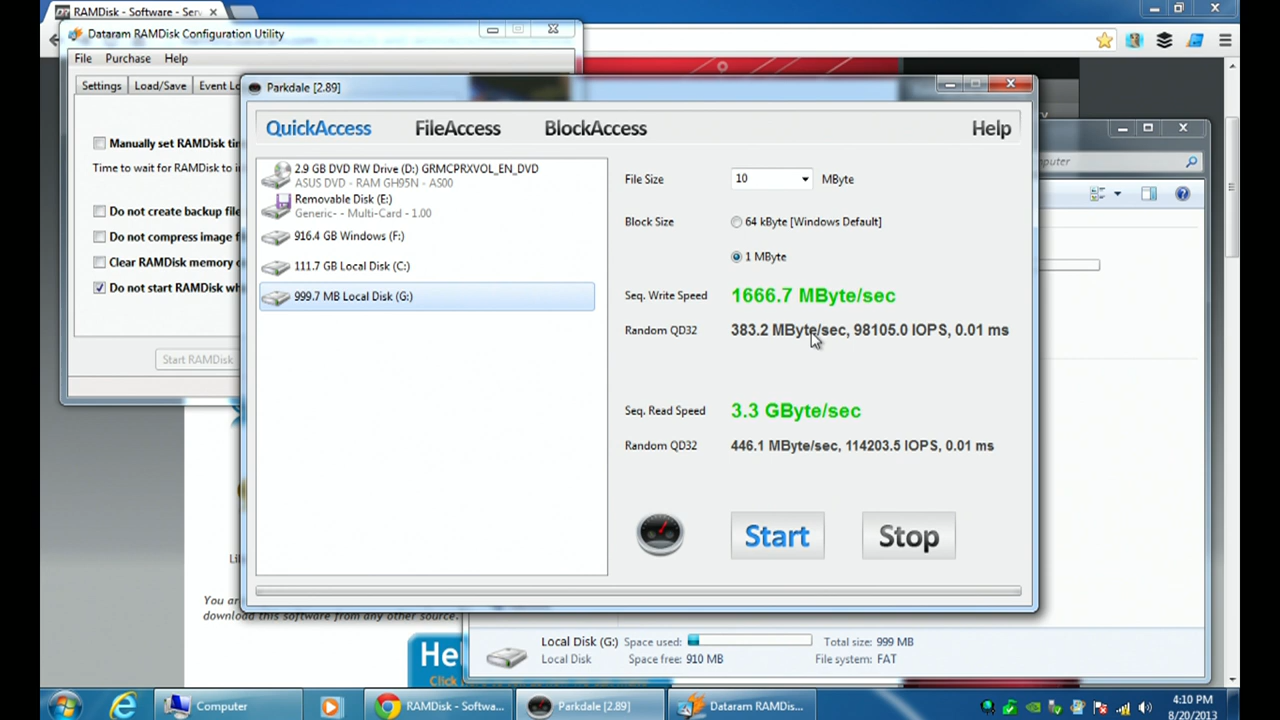 RAMDisk - Software - Serv
Dataram RAMDisk Configuration Utility
File Purchase Help
Settings Load/Save Event Lo
Manually set RAMDisk tim
Time to wait for RAMDisk to in
Do not create backup file
Do not compress image f
Clear RAMDisk memory o
Do not start RAMDisk wh
Start RAMDisk
Parkdale [2.89]
QuickAccess FileAccess BlockAccess Help
2.9 GB DVD RW Drive (D:) GRMCPRXVOL_EN_DVD
ASUS DVD - RAM GH95N - AS00
Removable Disk (E:)
Generic- - Multi-Card - 1.00
916.4 GB Windows (F:)
111.7 GB Local Disk (C:)
999.7 MB Local Disk (G:)
File Size 10 MByte
Block Size 64 kByte [Windows Default]
1 MByte
Seq. Write Speed 1666.7 MByte/sec
Random QD32 383.2 MByte/sec, 98105.0 IOPS, 0.01 ms
Seq. Read Speed 3.3 GByte/sec
Random QD32 446.1 MByte/sec, 114203.5 IOPS, 0.01 ms
Start Stop
omputer
You ar
download this software from any other source.
Hel
Local Disk (G:) Space used: Total size: 999 MB
Local Disk Space free: 910 MB File system: FAT
Computer
RAMDisk - Softwa...
Parkdale [2.89]
Dataram RAMDis...
4:10 PM
8/20/2013